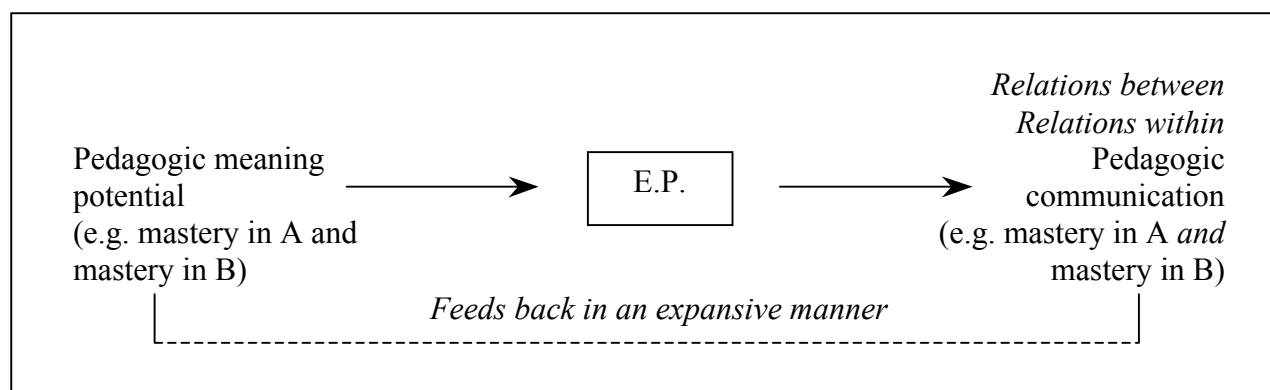 Pedagogic meaning
potential
(e.g. mastery in A and
mastery in B)
E.P.
Relations between
Relations within
Pedagogic
communication
(e.g. mastery in A and
mastery in B)
Feeds back in an expansive manner